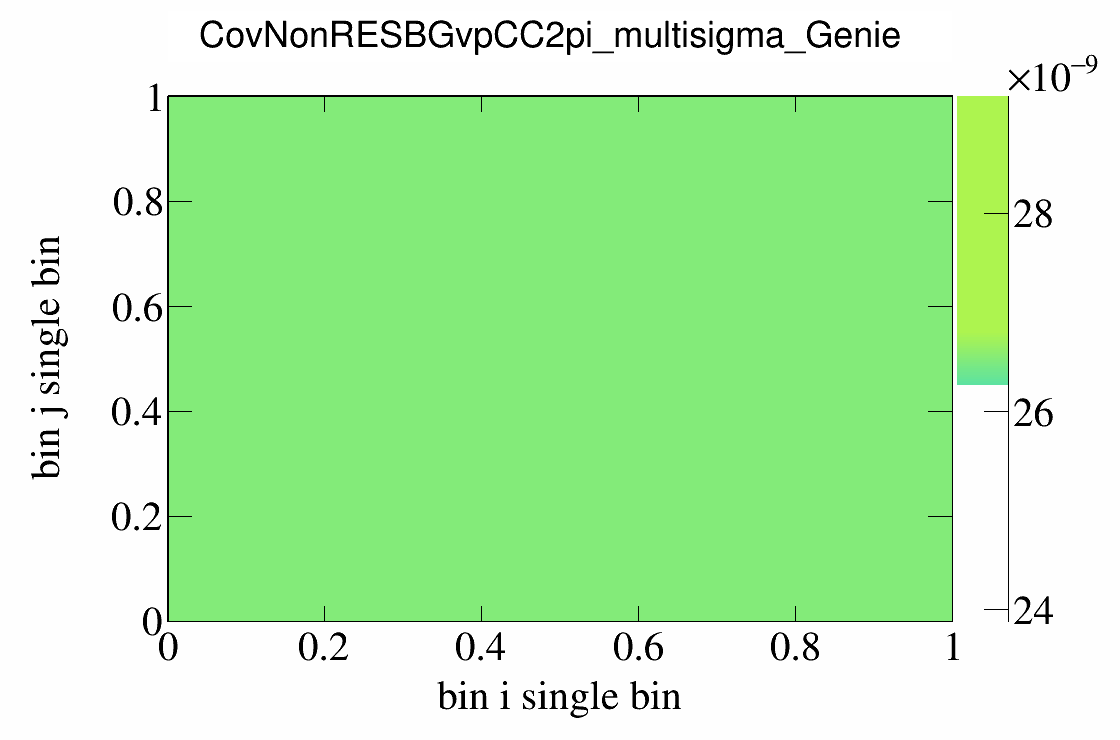 CovNonRESBGvpCC2pi_multisigma_Genie
×10⁻⁹
1
0.8
0.6
0.4
0.2
0
bin j single bin
28
26
24
0 0.2 0.4 0.6 0.8 1
bin i single bin